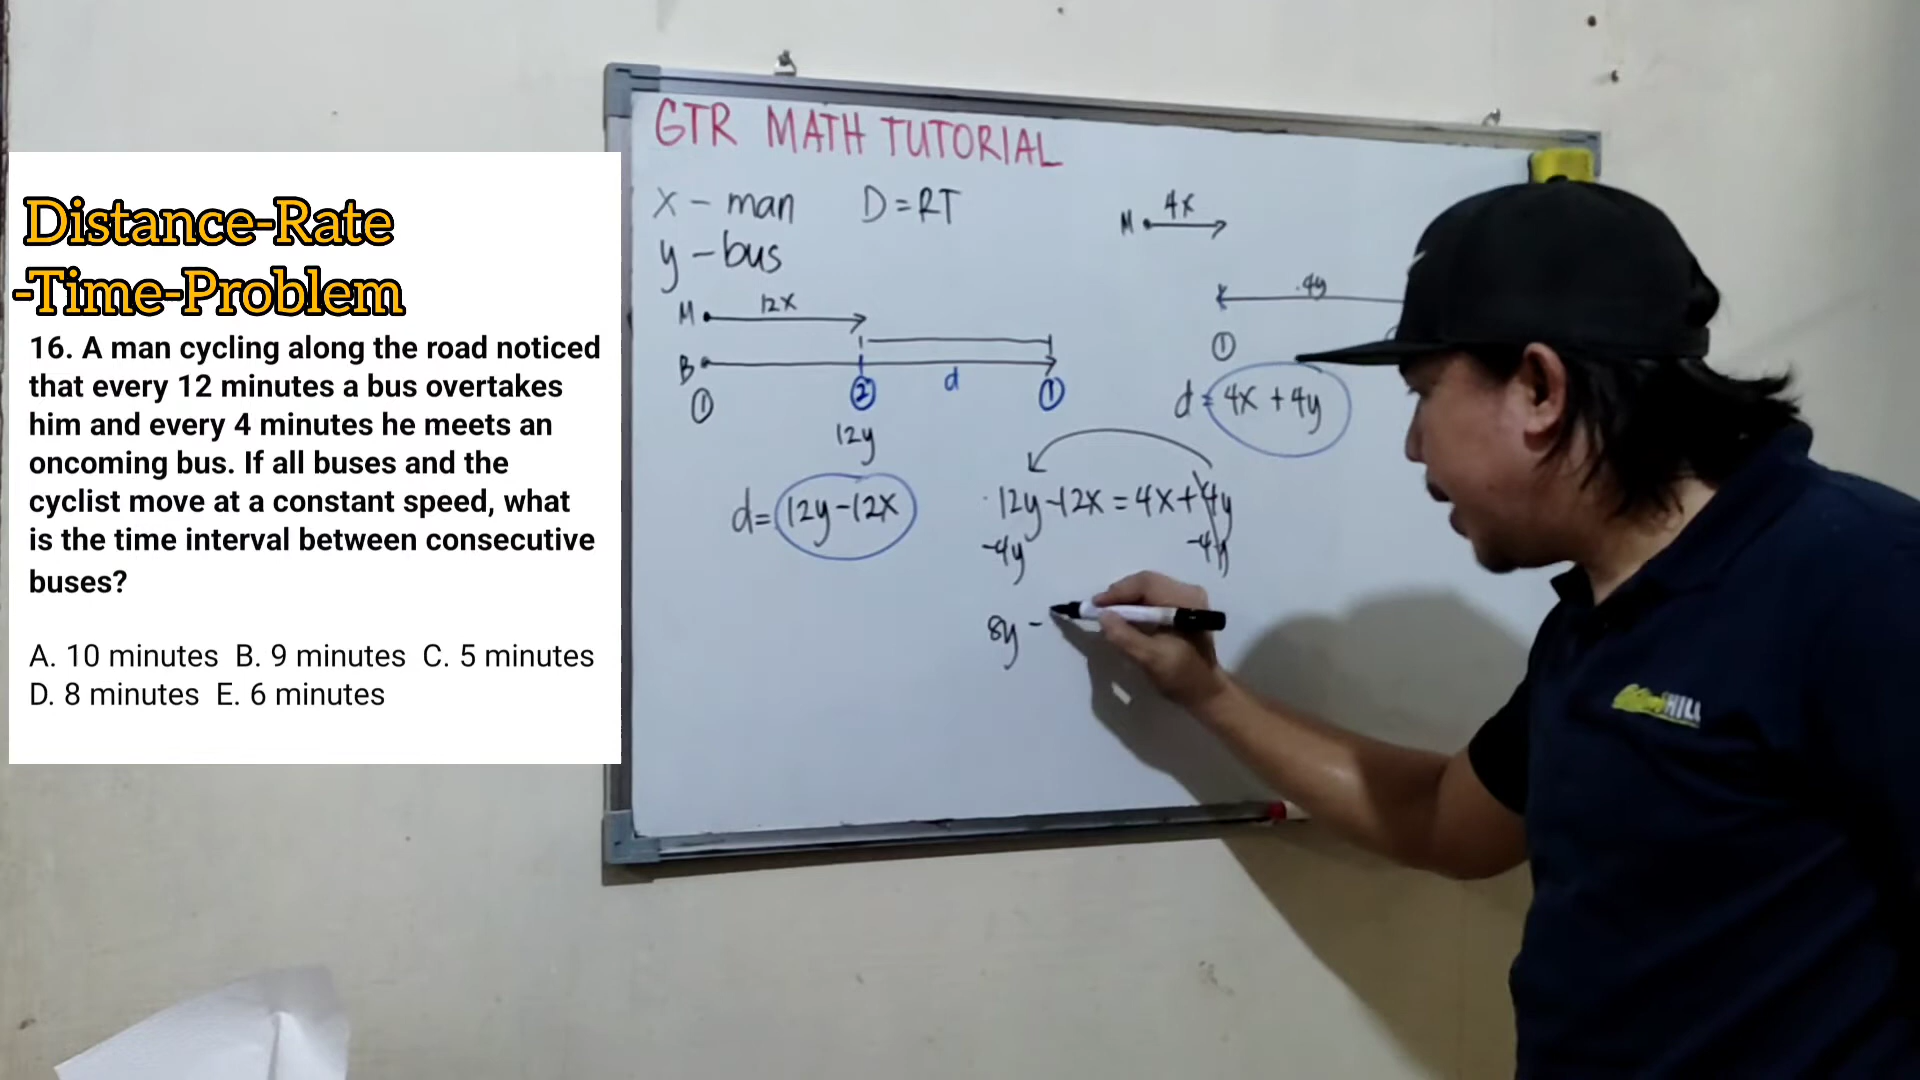 Distance-Rate
-Time-Problem
16. A man cycling along the road noticed
that every 12 minutes a bus overtakes
him and every 4 minutes he meets an
oncoming bus. If all buses and the
cyclist move at a constant speed, what
is the time interval between consecutive
buses?
A. 10 minutes B. 9 minutes C. 5 minutes
D. 8 minutes E. 6 minutes
GTR MATH TUTORIAL
x - man D = RT
y - bus
M 12x
B d
① ② ①
12y
d = 12y - 12x
M 4x
4y
①
d = 4x + 4y
12y - 12x = 4x + 4y
-4y -4y
8y -
HILL